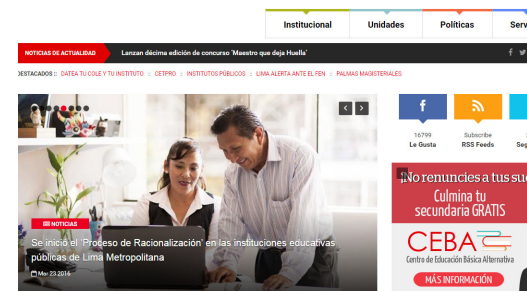 Institucional Unidades Políticas Serv
NOTICIAS DE ACTUALIDAD Lanzan décima edición de concurso 'Maestro que deja Huella'
DESTACADOS :: DATEA TU COLE Y TU INSTITUTO :: CETPRO :: INSTITUTOS PÚBLICOS :: LIMA ALERTA ANTE EL FEN :: PALMAS MAGISTERIALES
16799 Subscribe
Le Gusta RSS Feeds Seg
¡No renuncies a tus sue
Culmina tu
secundaria GRATIS
CEBA
Centro de Educación Básica Alternativa
MÁS INFORMACIÓN
NOTICIAS
Se inició el 'Proceso de Racionalización' en las instituciones educativas
públicas de Lima Metropolitana
Mar 23 2016